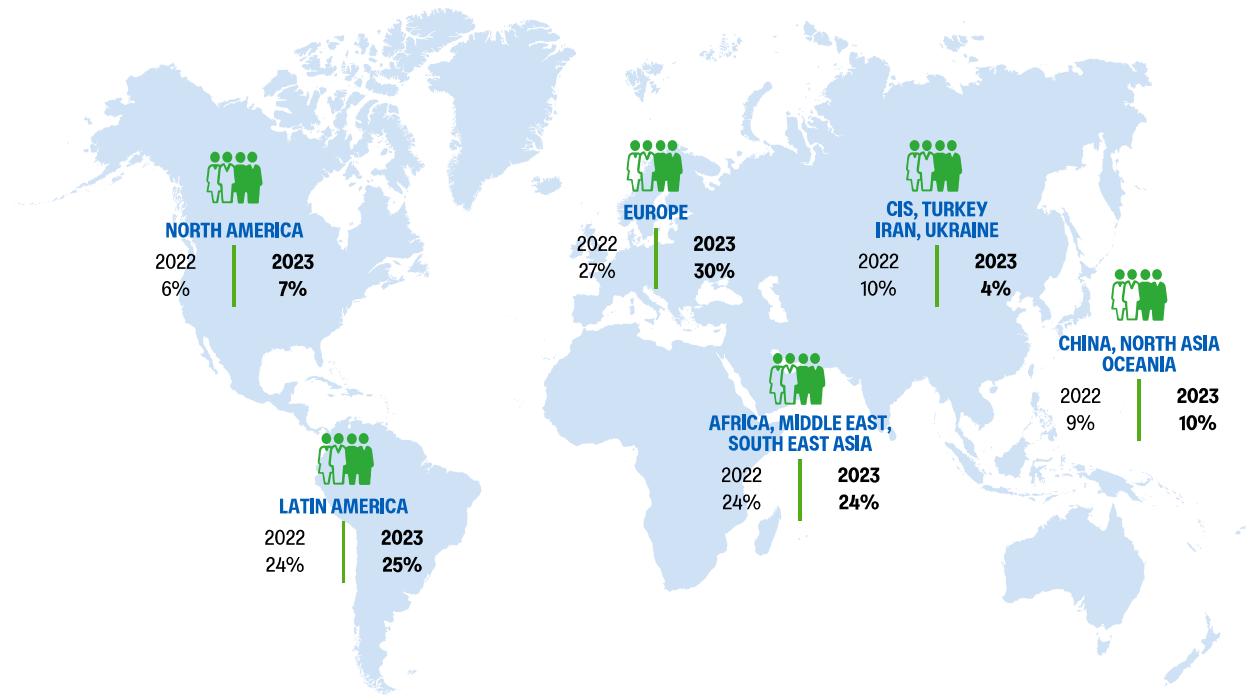 NORTH AMERICA
2022 2023
6% 7%
EUROPE
2022 2023
27% 30%
CIS, TURKEY
IRAN, UKRAINE
2022 2023
10% 4%
CHINA, NORTH ASIA
OCEANIA
2022 2023
9% 10%
AFRICA, MIDDLE EAST,
SOUTH EAST ASIA
2022 2023
24% 24%
LATIN AMERICA
2022 2023
24% 25%